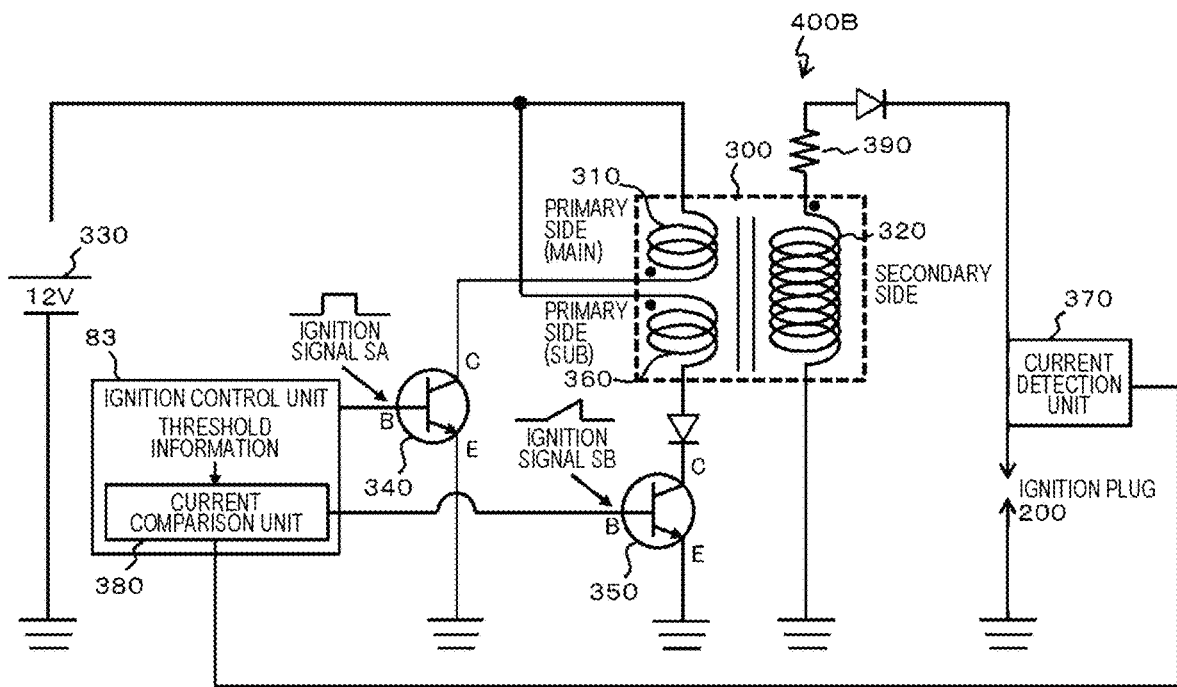 400B
390
300
310
PRIMARY
SIDE
(MAIN)
320
SECONDARY
SIDE
330
12V
PRIMARY
SIDE
(SUB)
360
370
CURRENT
DETECTION
UNIT
IGNITION
SIGNAL SA
83
IGNITION CONTROL UNIT
THRESHOLD
INFORMATION
CURRENT
COMPARISON UNIT
380
C
B
E
340
IGNITION
SIGNAL SB
C
B
E
350
IGNITION PLUG
200